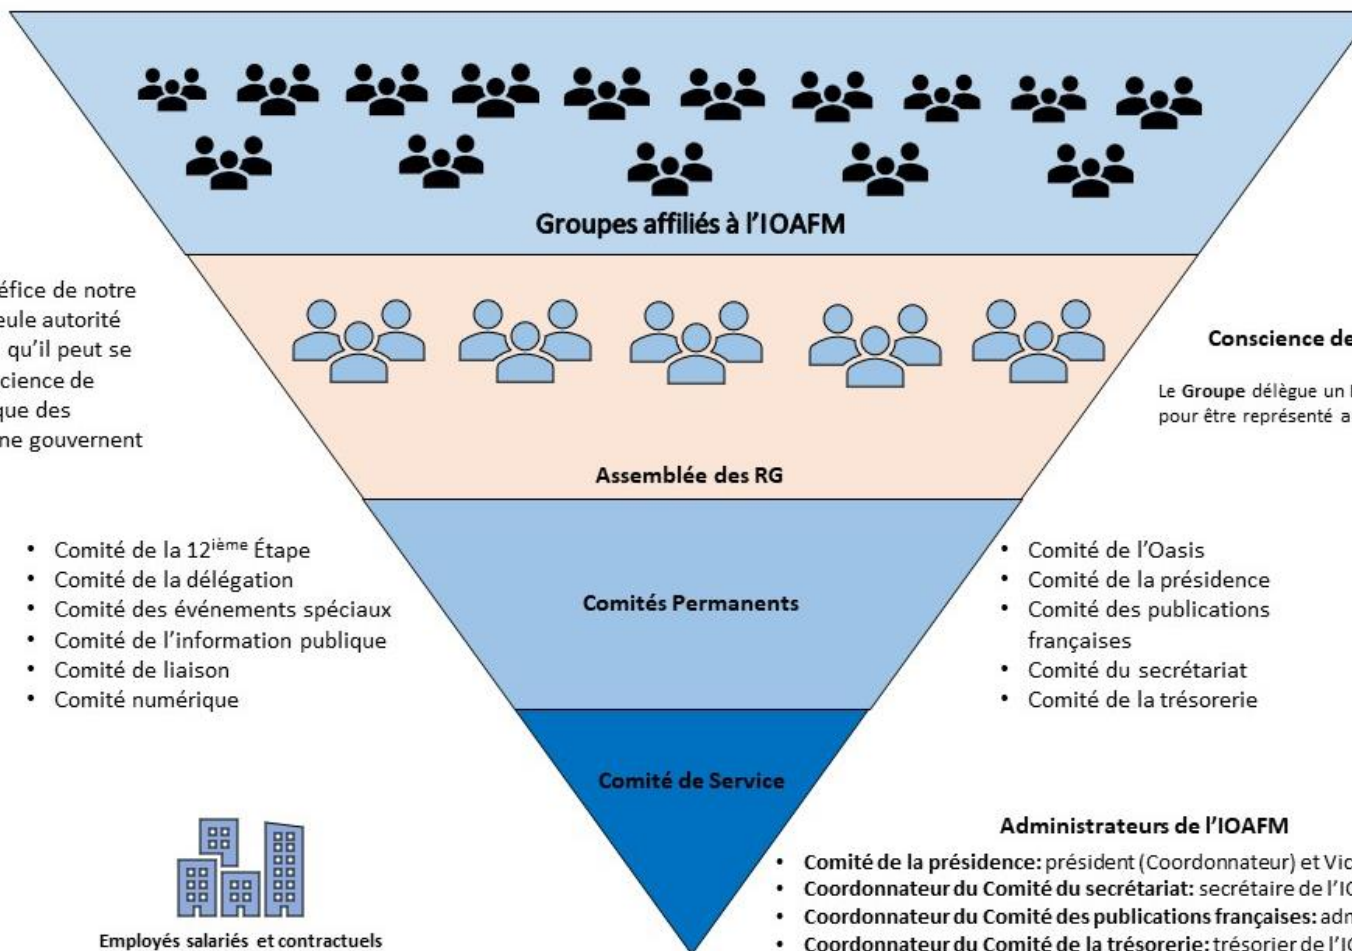 Groupes affiliés à l'IOAFM
éfice de notre
eule autorité
qu'il peut se
cience de
que des
ne gouvernent
Conscience de
Le Groupe délègue un
pour être représenté a
Assemblée des RG
• Comité de la 12ième Étape
• Comité de la délégation
• Comité des événements spéciaux
• Comité de l'information publique
• Comité de liaison
• Comité numérique
Comités Permanents
• Comité de l'Oasis
• Comité de la présidence
• Comité des publications
françaises
• Comité du secrétariat
• Comité de la trésorerie
Comité de Service
Employés salariés et contractuels
Administrateurs de l'IOAFM
• Comité de la présidence: président (Coordonnateur) et Vic
• Coordonnateur du Comité du secrétariat: secrétaire de l'IO
• Coordonnateur du Comité des publications françaises: adm
• Coordonnateur du Comité de la trésorerie: trésorier de l'IO